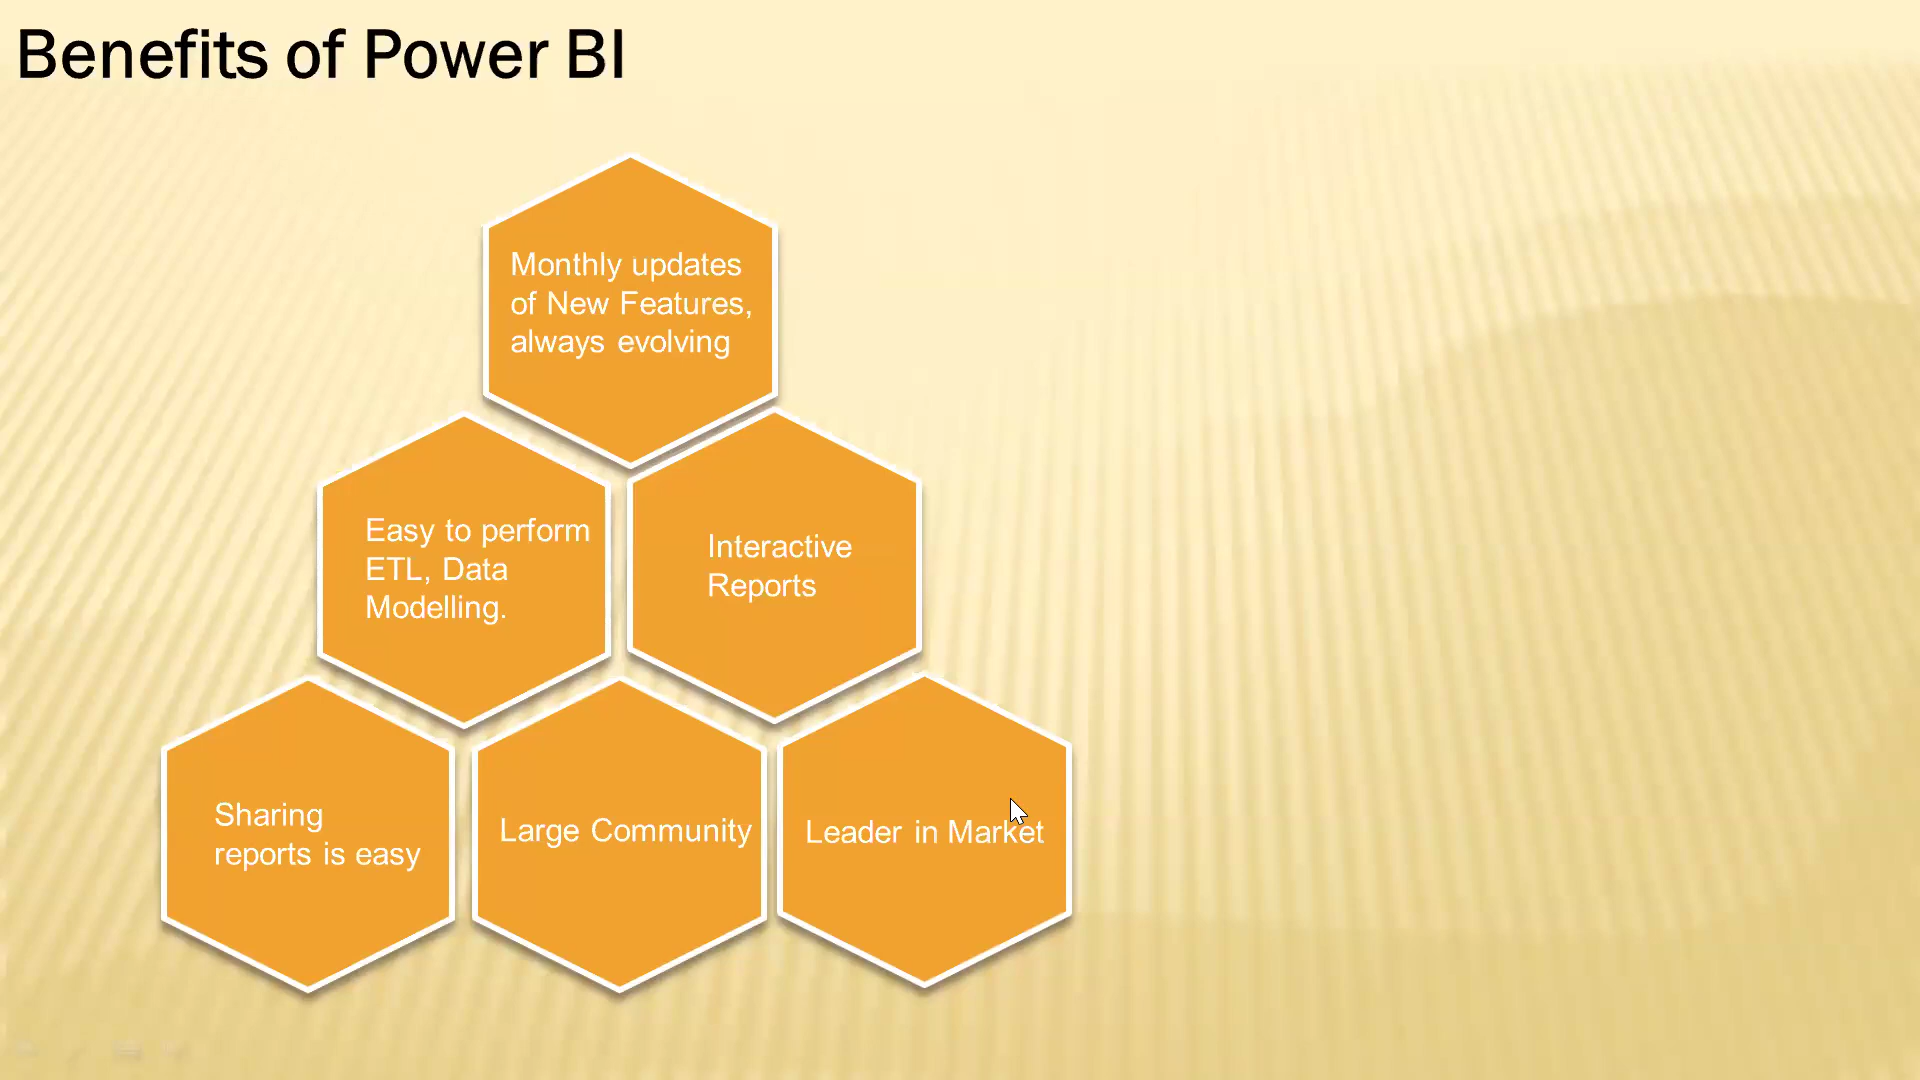 Benefits of Power BI
Monthly updates
of New Features,
always evolving
Easy to perform
ETL, Data
Modelling.
Interactive
Reports
Sharing
reports is easy
Large Community
Leader in Market